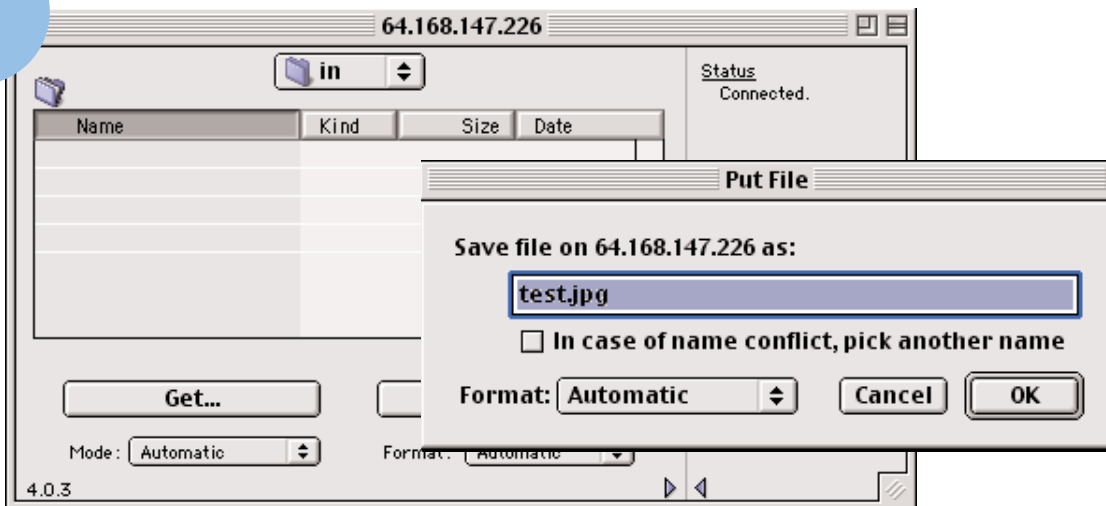 64.168.147.226
in
Status
Connected.
Name Kind Size Date
Put File
Save file on 64.168.147.226 as:
test.jpg
In case of name conflict, pick another name
Format: Automatic Cancel OK
Get...
Mode: Automatic Format: Automatic
4.0.3